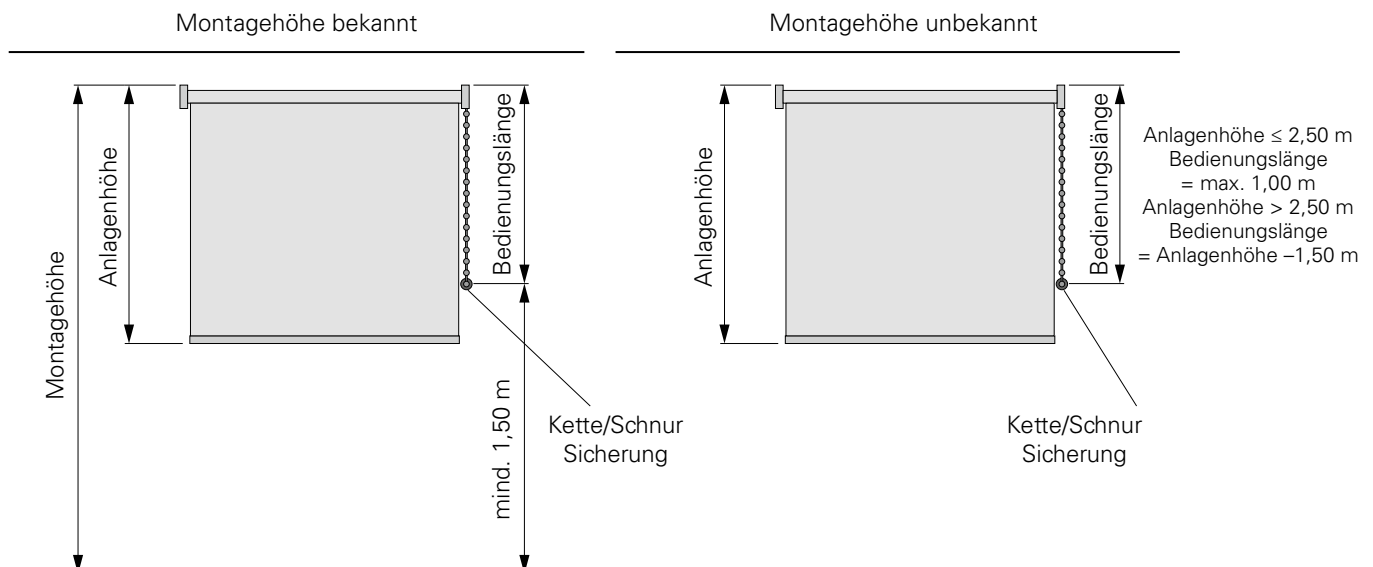 Montagehöhe bekannt
Montagehöhe
Anlagenhöhe
Bedienungslänge
mind. 1,50 m
Kette/Schnur
Sicherung
Montagehöhe unbekannt
Anlagenhöhe
Bedienungslänge
Kette/Schnur
Sicherung
Anlagenhöhe ≤ 2,50 m
Bedienungslänge
= max. 1,00 m
Anlagenhöhe > 2,50 m
Bedienungslänge
= Anlagenhöhe –1,50 m